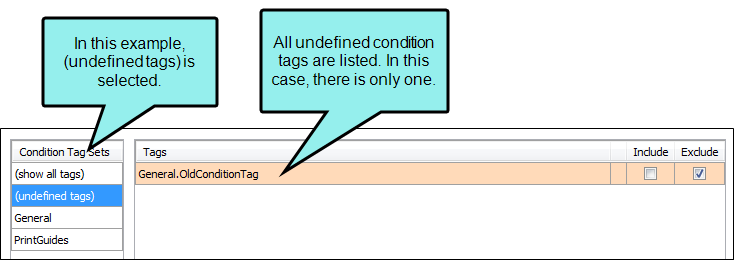 In this example,
(undefined tags) is
selected.
All undefined condition
tags are listed. In this
case, there is only one.
Condition Tag Sets
(show all tags)
(undefined tags)
General
PrintGuides
Tags Include Exclude
General.OldConditionTag